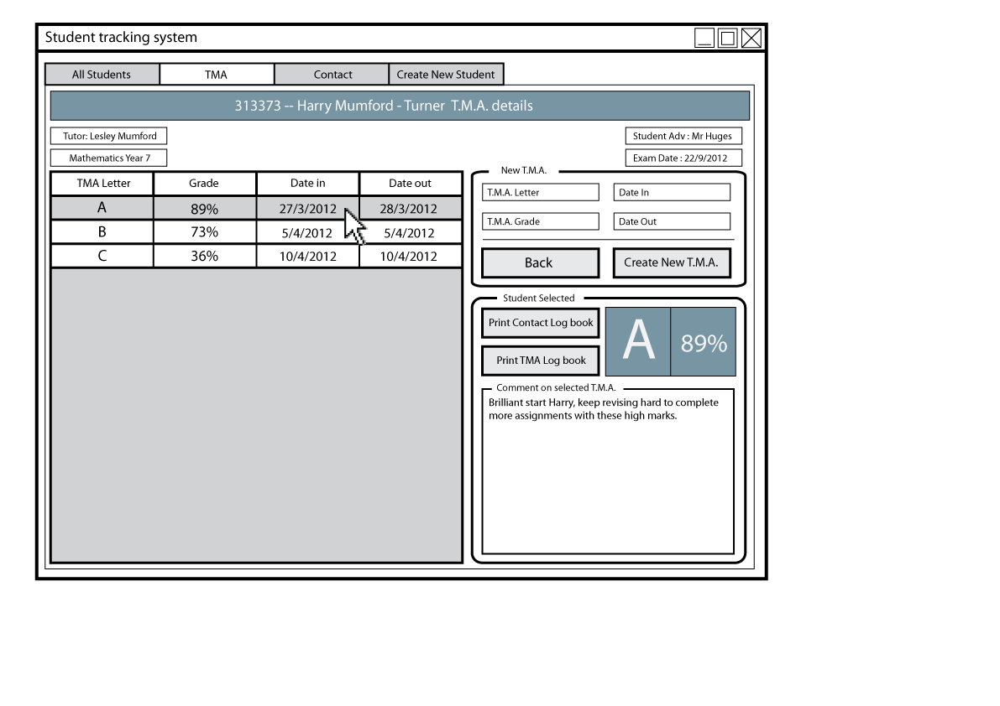 Student tracking system
All Students TMA Contact Create New Student
313373 -- Harry Mumford - Turner T.M.A. details
Tutor: Lesley Mumford
Mathematics Year 7
Student Adv : Mr Huges
Exam Date : 22/9/2012
TMA Letter Grade Date in Date out
A 89% 27/3/2012 28/3/2012
B 73% 5/4/2012 5/4/2012
C 36% 10/4/2012 10/4/2012
New T.M.A.
T.M.A. Letter Date In
T.M.A. Grade Date Out
Back Create New T.M.A.
Student Selected
Print Contact Log book
Print TMA Log book
A 89%
Comment on selected T.M.A.
Brilliant start Harry, keep revising hard to complete
more assignments with these high marks.